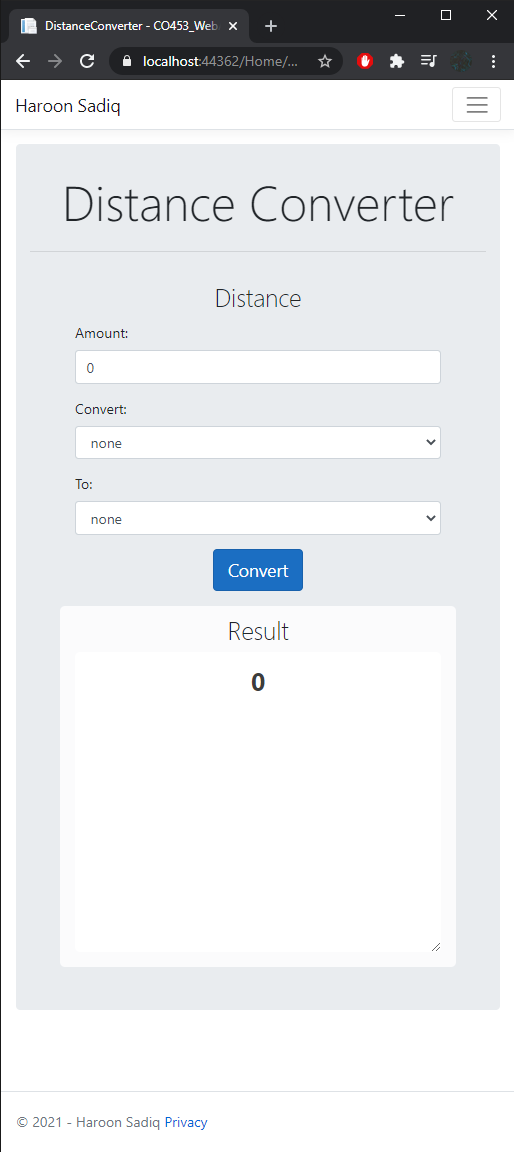 DistanceConverter - CO453_Web
localhost:44362/Home/...
Haroon Sadiq
Distance Converter
Distance
Amount:
0
Convert:
none
To:
none
Convert
Result
0
© 2021 - Haroon Sadiq Privacy